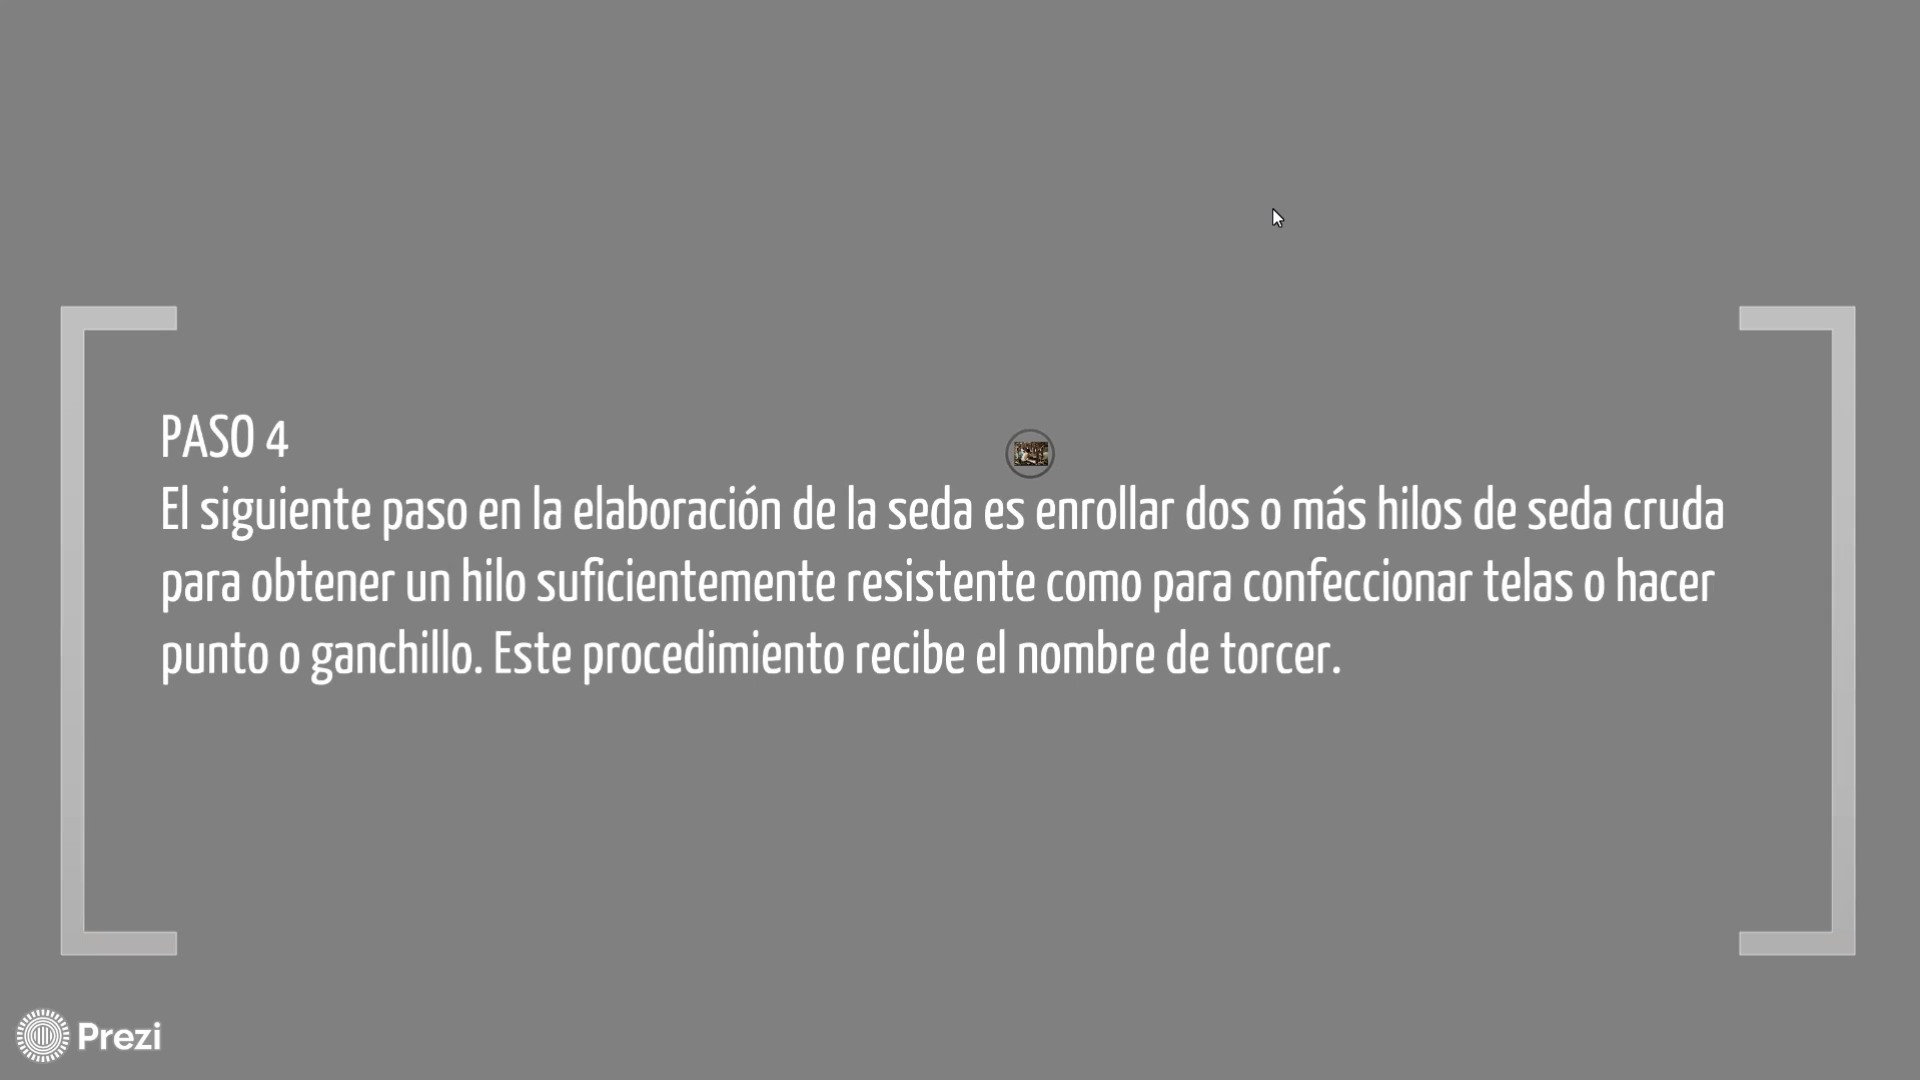 PASO 4
El siguiente paso en la elaboración de la seda es enrollar dos o más hilos de seda cruda
para obtener un hilo suficientemente resistente como para confeccionar telas o hacer
punto o ganchillo. Este procedimiento recibe el nombre de torcer.
Prezi